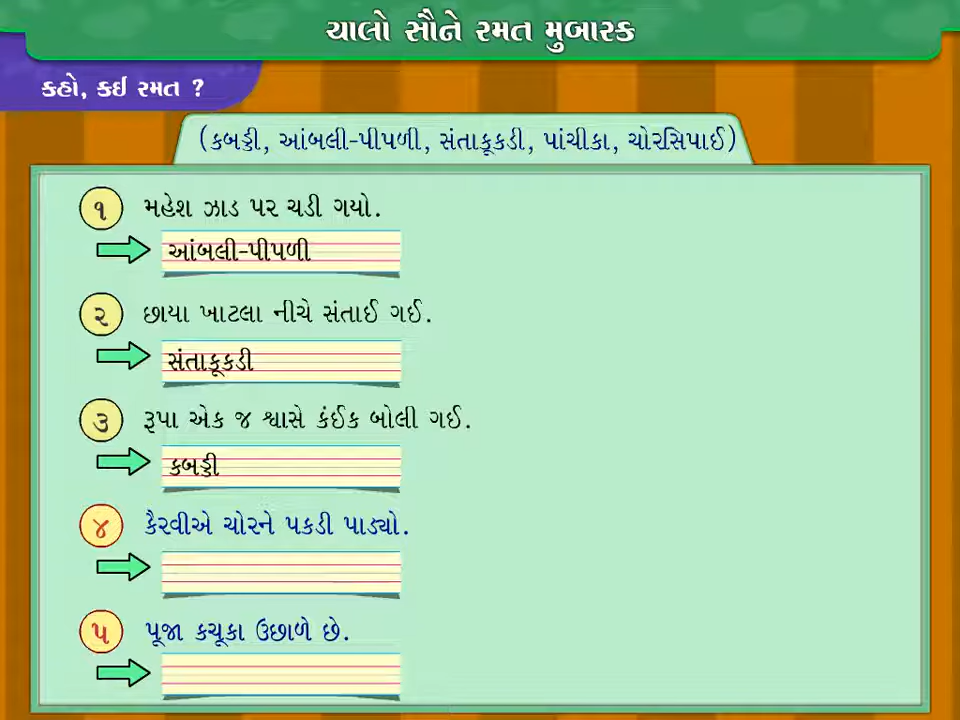 ચાલો સૌને રમત મુબારક
કહો, કઈ રમત ?
(કબડ્ડી, આંબલી-પીપળી, સંતાકૂકડી, પાંચીકા, ચોરસિપાઈ)
૧ મહેશ ઝાડ પર ચડી ગયો.
આંબલી-પીપળી
૨ છાયા ખાટલા નીચે સંતાઈ ગઈ.
સંતાકૂકડી
૩ રૂપા એક જ શ્વાસે કંઈક બોલી ગઈ.
કબડ્ડી
૪ કૈરવીએ ચોરને પકડી પાડ્યો.
૫ પૂજા કચૂકા ઉછાળે છે.